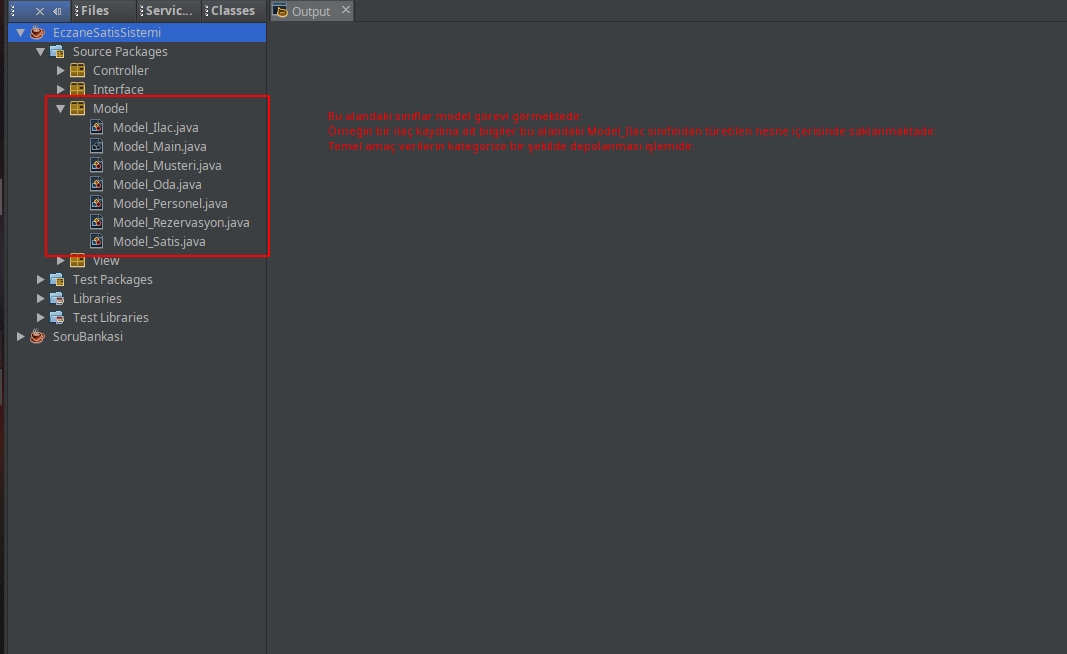 Files
Servic...
Classes
Output
EczaneSatisSistemi
Source Packages
Controller
Interface
Model
Model_Ilac.java
Model_Main.java
Model_Musteri.java
Model_Oda.java
Model_Personel.java
Model_Rezervasyon.java
Model_Satis.java
View
Test Packages
Libraries
Test Libraries
SoruBankasi
Bu alandaki sınıflar model görevi görmektedir.
Örneğin bir ilaç kaydına ait bilgiler bu alandaki Model_Ilac sınıfından türetilen nesne içerisinde saklanmaktadır.
Temel amaç verilerin kategorize bir şekilde depolanması işlemidir.